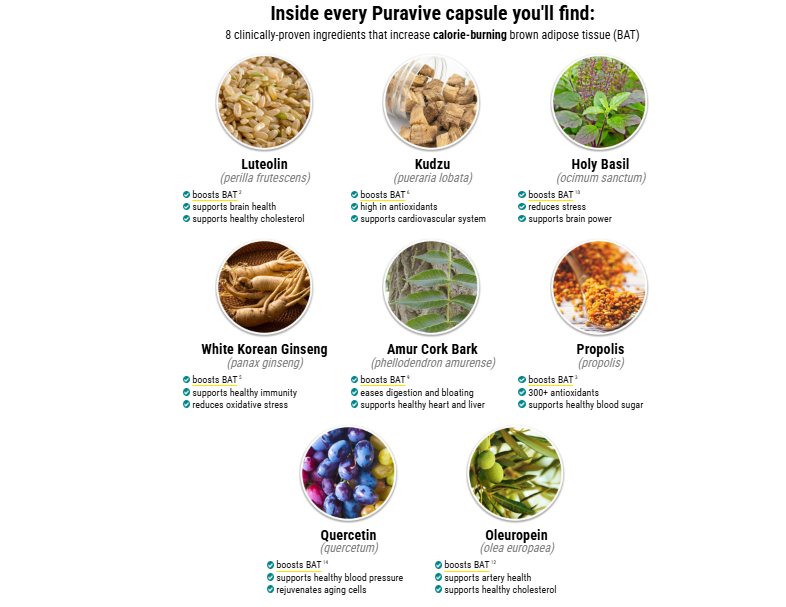 Inside every Puravive capsule you'll find:
8 clinically-proven ingredients that increase calorie-burning brown adipose tissue (BAT)
Luteolin
(perilla frutescens)
boosts BAT 2
supports brain health
supports healthy cholesterol
Kudzu
(pueraria lobata)
boosts BAT 6
high in antioxidants
supports cardiovascular system
Holy Basil
(ocimum sanctum)
boosts BAT 10
reduces stress
supports brain power
White Korean Ginseng
(panax ginseng)
boosts BAT 5
supports healthy immunity
reduces oxidative stress
Amur Cork Bark
(phellodendron amurense)
boosts BAT 9
eases digestion and bloating
supports healthy heart and liver
Propolis
(propolis)
boosts BAT 3
300+ antioxidants
supports healthy blood sugar
Quercetin
(quercetum)
boosts BAT 14
supports healthy blood pressure
rejuvenates aging cells
Oleuropein
(olea europaea)
boosts BAT 12
supports artery health
supports healthy cholesterol